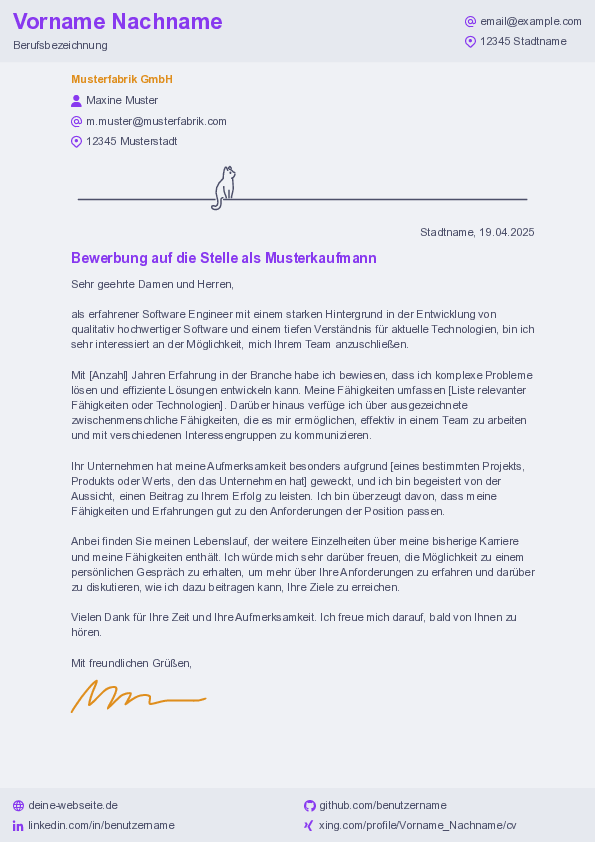 Vorname Nachname
Berufsbezeichnung
email@example.com
12345 Stadtname
Musterfabrik GmbH
Maxine Muster
m.muster@musterfabrik.com
12345 Musterstadt
Stadtname, 19.04.2025
Bewerbung auf die Stelle als Musterkaufmann
Sehr geehrte Damen und Herren,
als erfahrener Software Engineer mit einem starken Hintergrund in der Entwicklung von
qualitativ hochwertiger Software und einem tiefen Verständnis für aktuelle Technologien, bin ich
sehr interessiert an der Möglichkeit, mich Ihrem Team anzuschließen.
Mit [Anzahl] Jahren Erfahrung in der Branche habe ich bewiesen, dass ich komplexe Probleme
lösen und effiziente Lösungen entwickeln kann. Meine Fähigkeiten umfassen [Liste relevanter
Fähigkeiten oder Technologien]. Darüber hinaus verfüge ich über ausgezeichnete
zwischenmenschliche Fähigkeiten, die es mir ermöglichen, effektiv in einem Team zu arbeiten
und mit verschiedenen Interessengruppen zu kommunizieren.
Ihr Unternehmen hat meine Aufmerksamkeit besonders aufgrund [eines bestimmten Projekts,
Produkts oder Werts, den das Unternehmen hat] geweckt, und ich bin begeistert von der
Aussicht, einen Beitrag zu Ihrem Erfolg zu leisten. Ich bin überzeugt davon, dass meine
Fähigkeiten und Erfahrungen gut zu den Anforderungen der Position passen.
Anbei finden Sie meinen Lebenslauf, der weitere Einzelheiten über meine bisherige Karriere
und meine Fähigkeiten enthält. Ich würde mich sehr darüber freuen, die Möglichkeit zu einem
persönlichen Gespräch zu erhalten, um mehr über Ihre Anforderungen zu erfahren und darüber
zu diskutieren, wie ich dazu beitragen kann, Ihre Ziele zu erreichen.
Vielen Dank für Ihre Zeit und Ihre Aufmerksamkeit. Ich freue mich darauf, bald von Ihnen zu
hören.
Mit freundlichen Grüßen,
deine-webseite.de
github.com/benutzername
linkedin.com/in/benutzername
xing.com/profile/Vorname_Nachname/cv